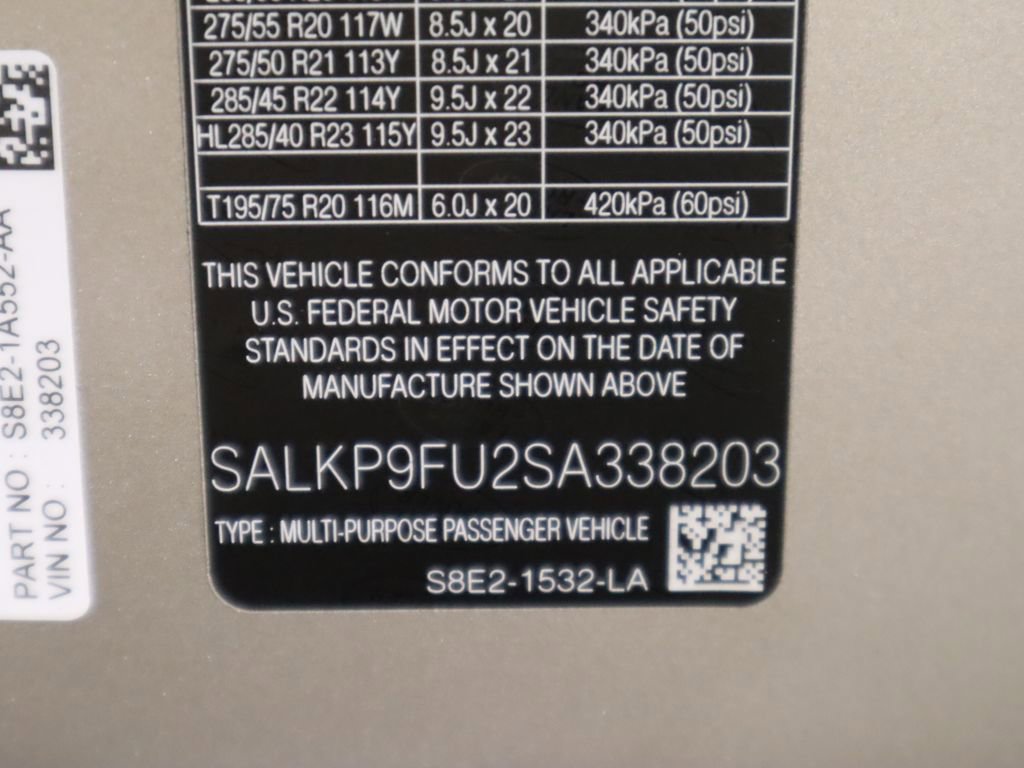 275/55 R20 117W 8.5J x 20 340kPa (50psi)
275/50 R21 113Y 8.5J x 21 340kPa (50psi)
285/45 R22 114Y 9.5J x 22 340kPa (50psi)
HL285/40 R23 115Y 9.5J x 23 340kPa (50psi)
T195/75 R20 116M 6.0J x 20 420kPa (60psi)
THIS VEHICLE CONFORMS TO ALL APPLICABLE
U.S. FEDERAL MOTOR VEHICLE SAFETY
STANDARDS IN EFFECT ON THE DATE OF
MANUFACTURE SHOWN ABOVE
SALKP9FU2SA338203
TYPE : MULTI-PURPOSE PASSENGER VEHICLE
S8E2-1532-LA
PART NO : S8E2-1A552-AA
VIN NO : 338203